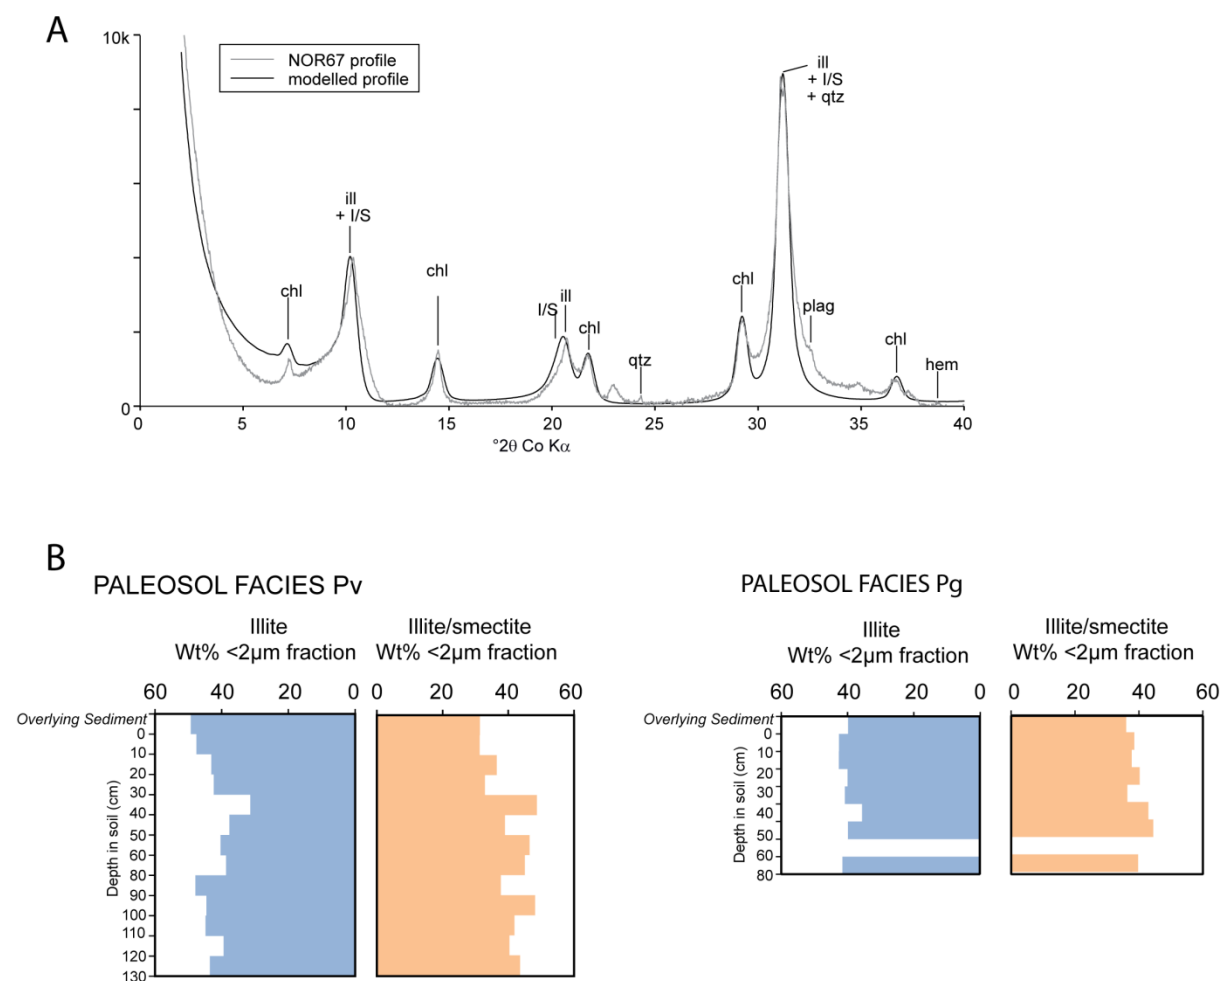 A
10k
NOR67 profile
modelled profile
ill
+ I/S
+ qtz
ill
+ I/S
chl
chl
I/S
ill
chl
qtz
chl
plag
chl
hem
0
0
5
10
15
20
25
30
35
40
°2θ Co Kα
B
PALEOSOL FACIES Pv
Illite
Wt% <2µm fraction
Illite/smectite
Wt% <2µm fraction
60
40
20
0
0
20
40
60
Overlying Sediment
Depth in soil (cm)
0
10
20
30
40
50
60
80
90
100
110
120
130
PALEOSOL FACIES Pg
Illite
Wt% <2µm fraction
Illite/smectite
Wt% <2µm fraction
60
40
20
0
0
20
40
60
Overlying Sediment
Depth in soil (cm)
0
10
20
30
40
50
60
80